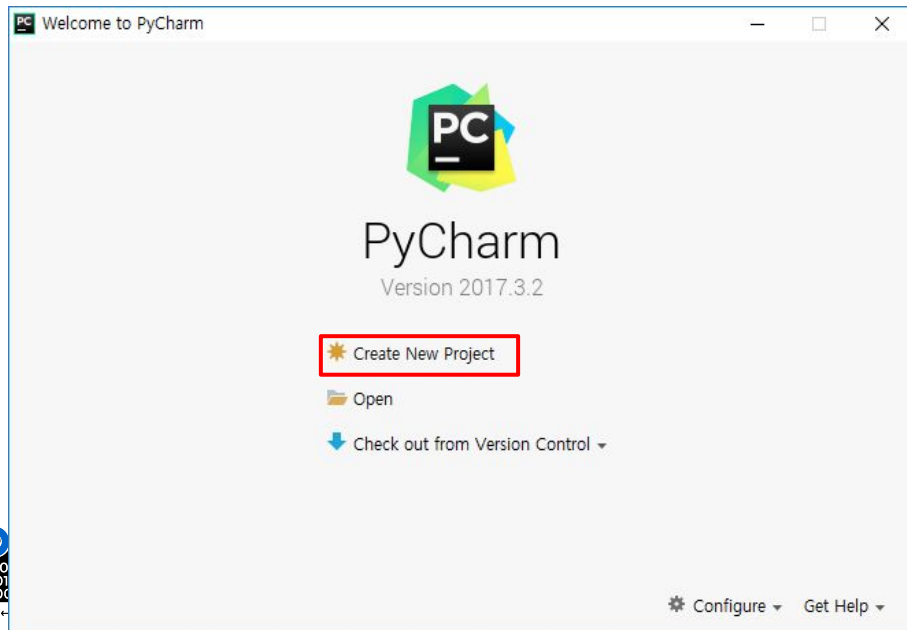 PC Welcome to PyCharm
PC
PyCharm
Version 2017.3.2
Create New Project
Open
Check out from Version Control
Configure
Get Help